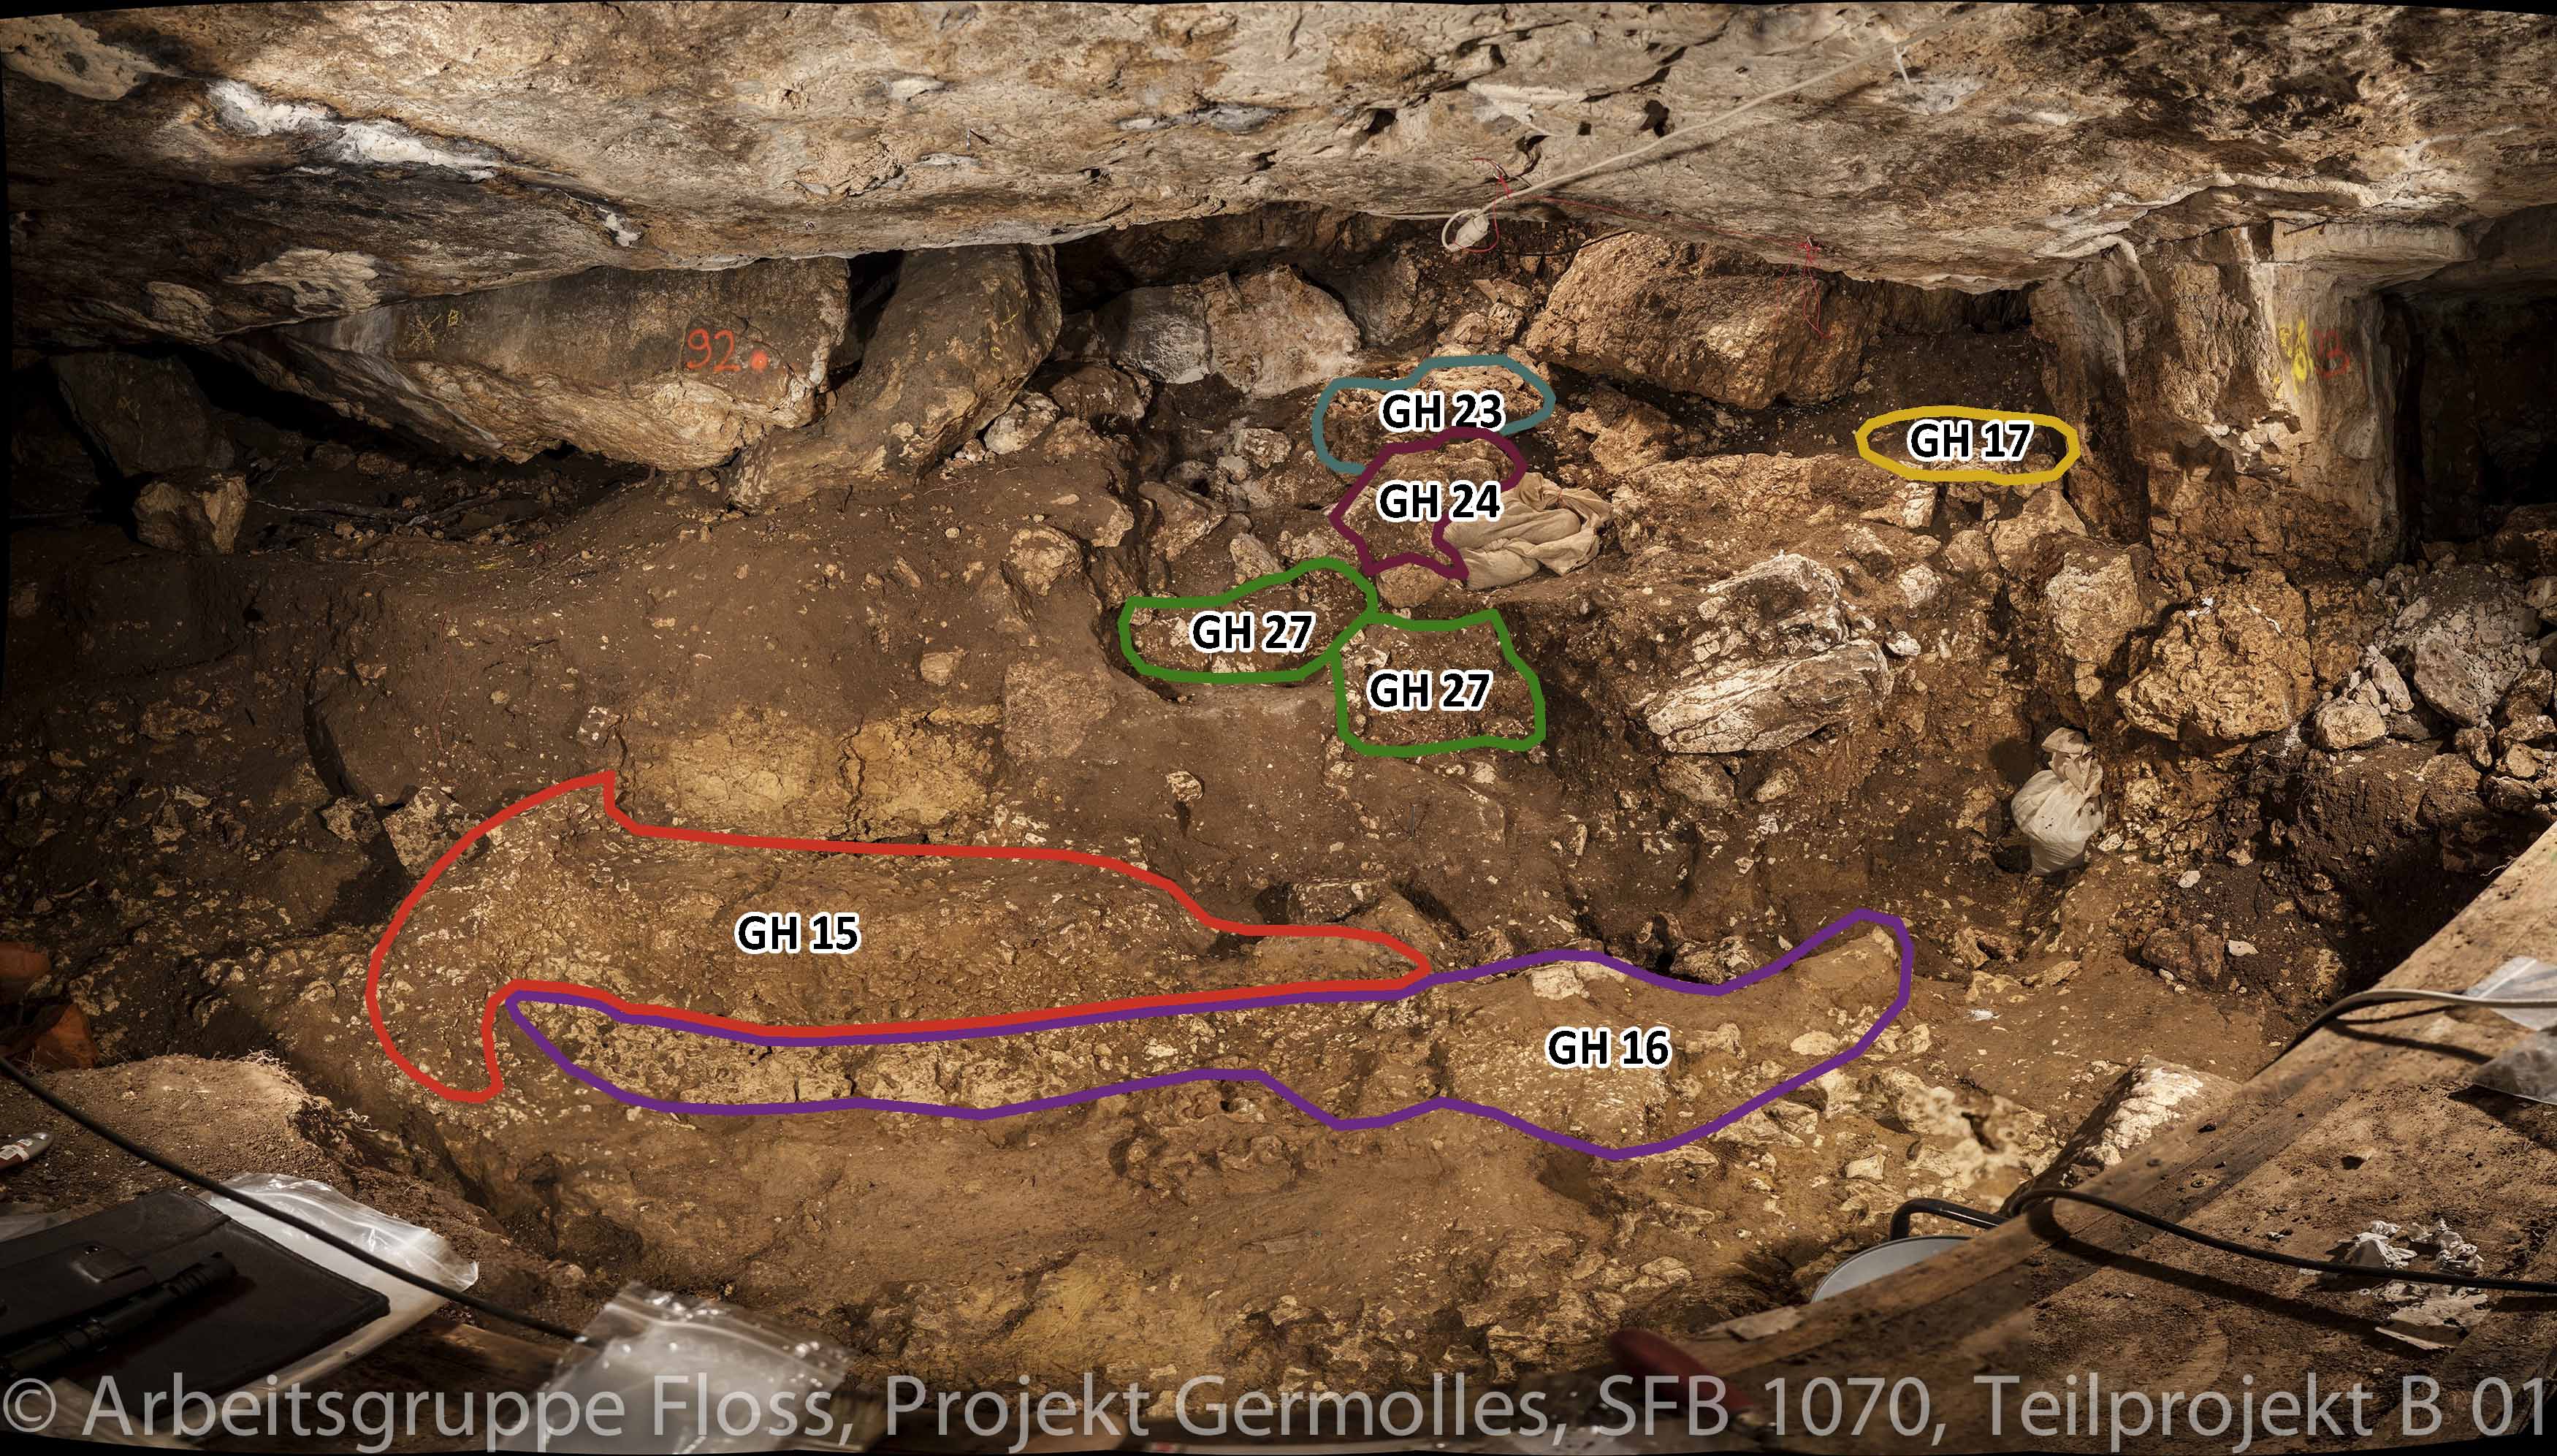 92.
GH 23
GH 17
GH 24
GH 27
GH 27
GH 15
GH 16
© Arbeitsgruppe Floss, Projekt Germolles, SFB 1070, Teilprojekt B 01